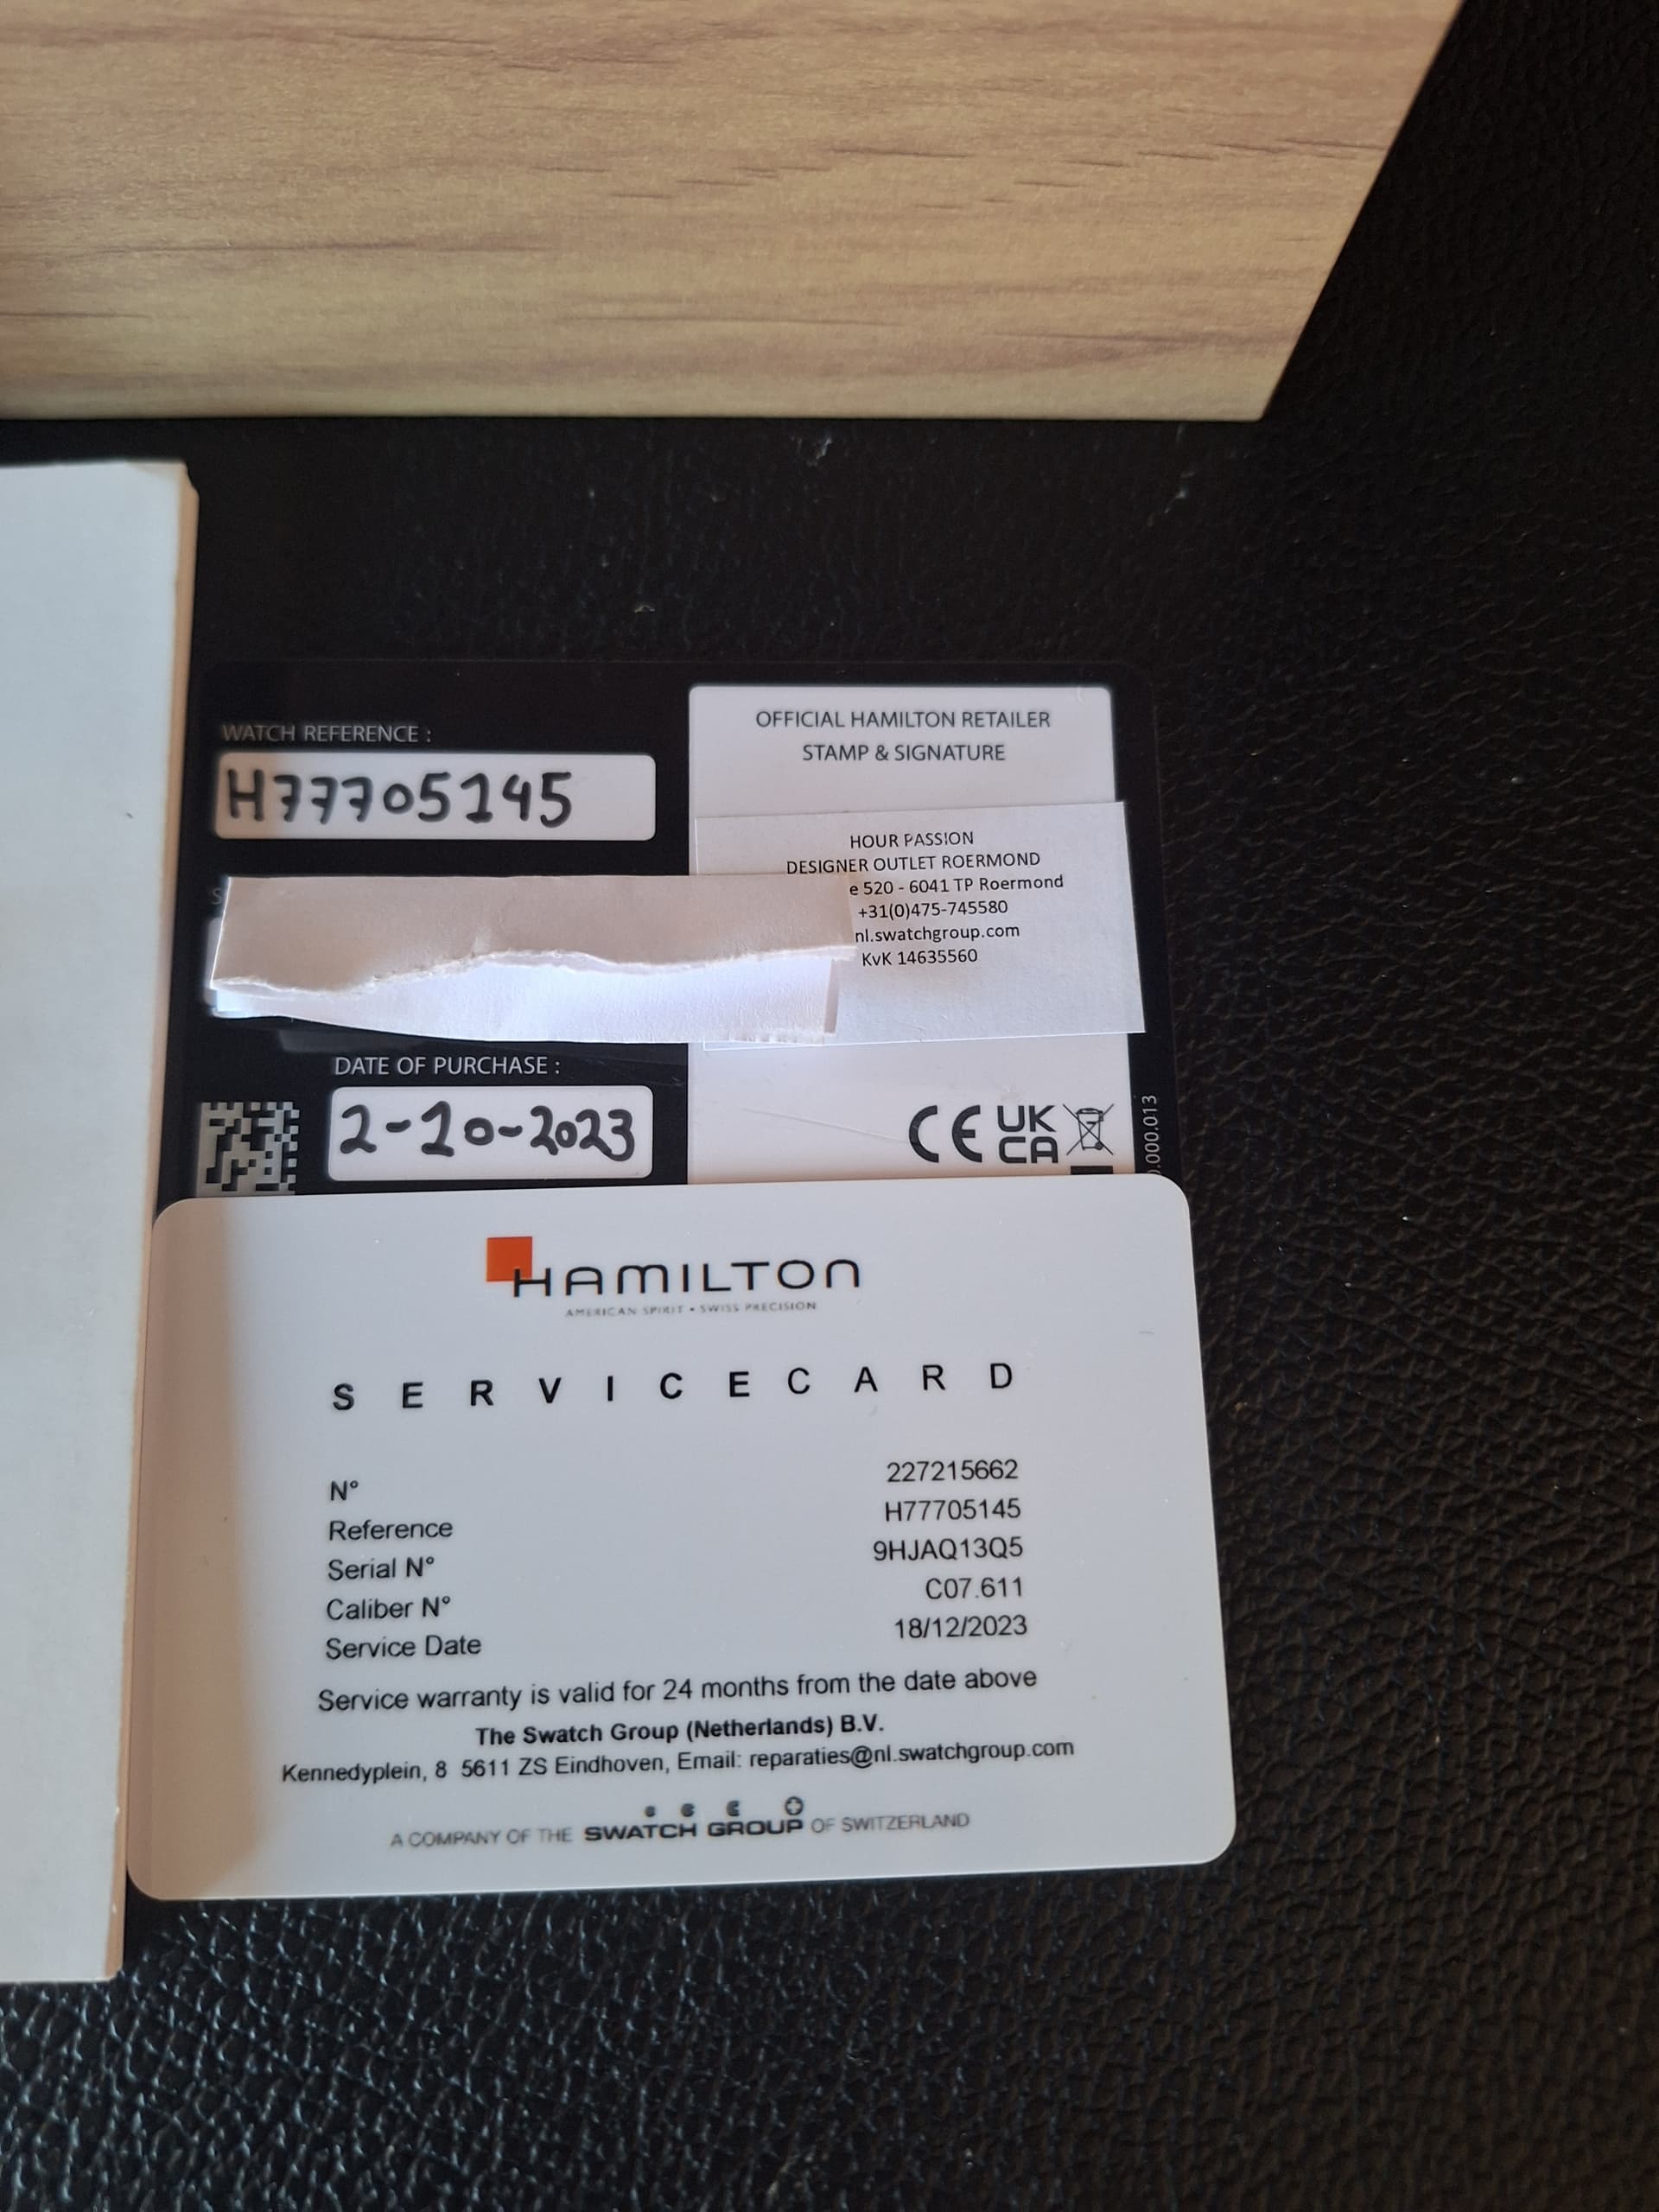 WATCH REFERENCE :
H77705145
S
DATE OF PURCHASE :
2-10-2023
OFFICIAL HAMILTON RETAILER
STAMP & SIGNATURE
HOUR PASSION
DESIGNER OUTLET ROERMOND
e 520 - 6041 TP Roermond
+31(0)475-745580
nl.swatchgroup.com
KvK 14635560
CE UK
CA
.000.013
HAMILTON
AMERICAN SPIRIT • SWISS PRECISION
SERVICECARD
N° 227215662
Reference H77705145
Serial N° 9HJAQ13Q5
Caliber N° C07.611
Service Date 18/12/2023
Service warranty is valid for 24 months from the date above
The Swatch Group (Netherlands) B.V.
Kennedyplein, 8 5611 ZS Eindhoven, Email: reparaties@nl.swatchgroup.com
A COMPANY OF THE SWATCH GROUP OF SWITZERLAND